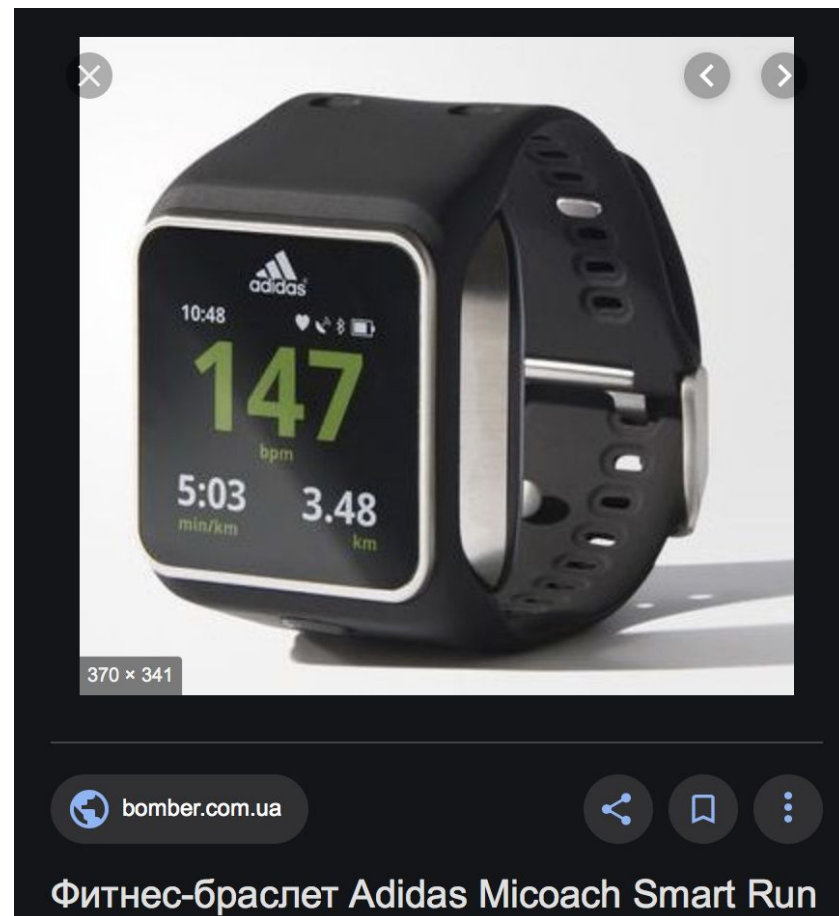 adidas
10:48
147
bpm
5:03 3.48
min/km km
370 × 341
bomber.com.ua
Фитнес-браслет Adidas Micoach Smart Run